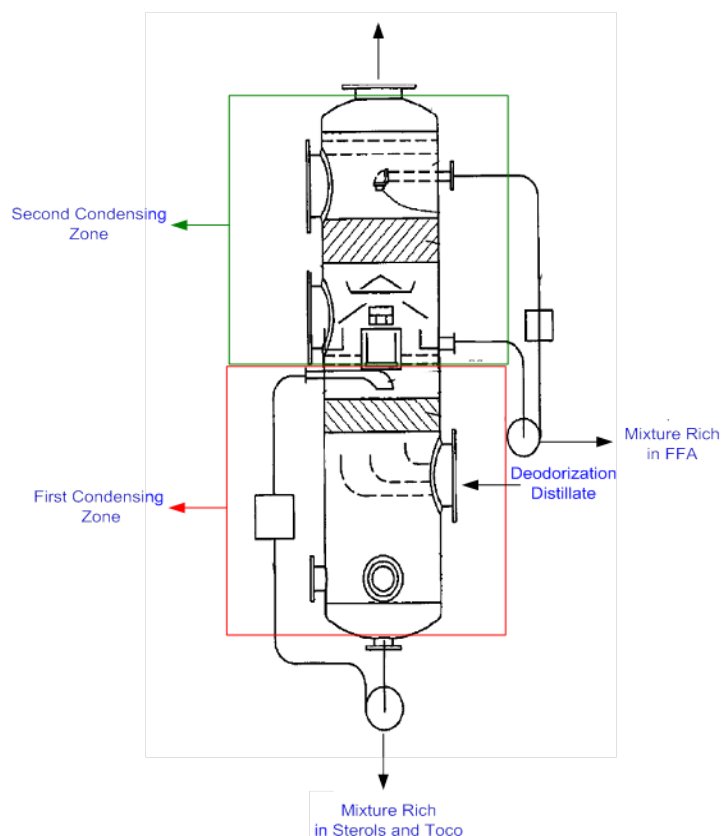 Second Condensing
Zone
Mixture Rich
in FFA
Deodorization
Distillate
First Condensing
Zone
Mixture Rich
in Sterols and Toco